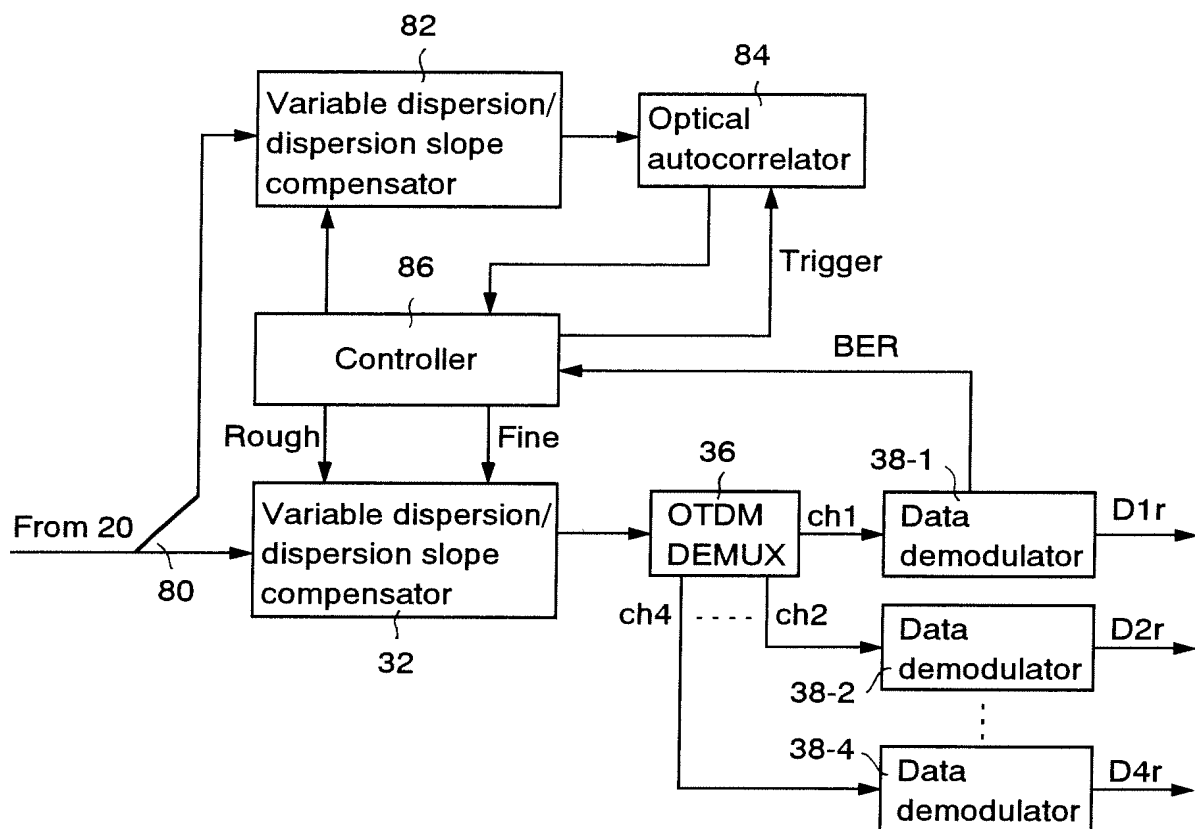 82
84
Variable dispersion/
dispersion slope
compensator
Optical
autocorrelator
86
Trigger
Controller
BER
Rough
Fine
36
38-1
From 20
80
Variable dispersion/
dispersion slope
compensator
OTDM
DEMUX
ch1
Data
demodulator
D1r
32
ch4
ch2
Data
demodulator
D2r
38-2
38-4
Data
demodulator
D4r